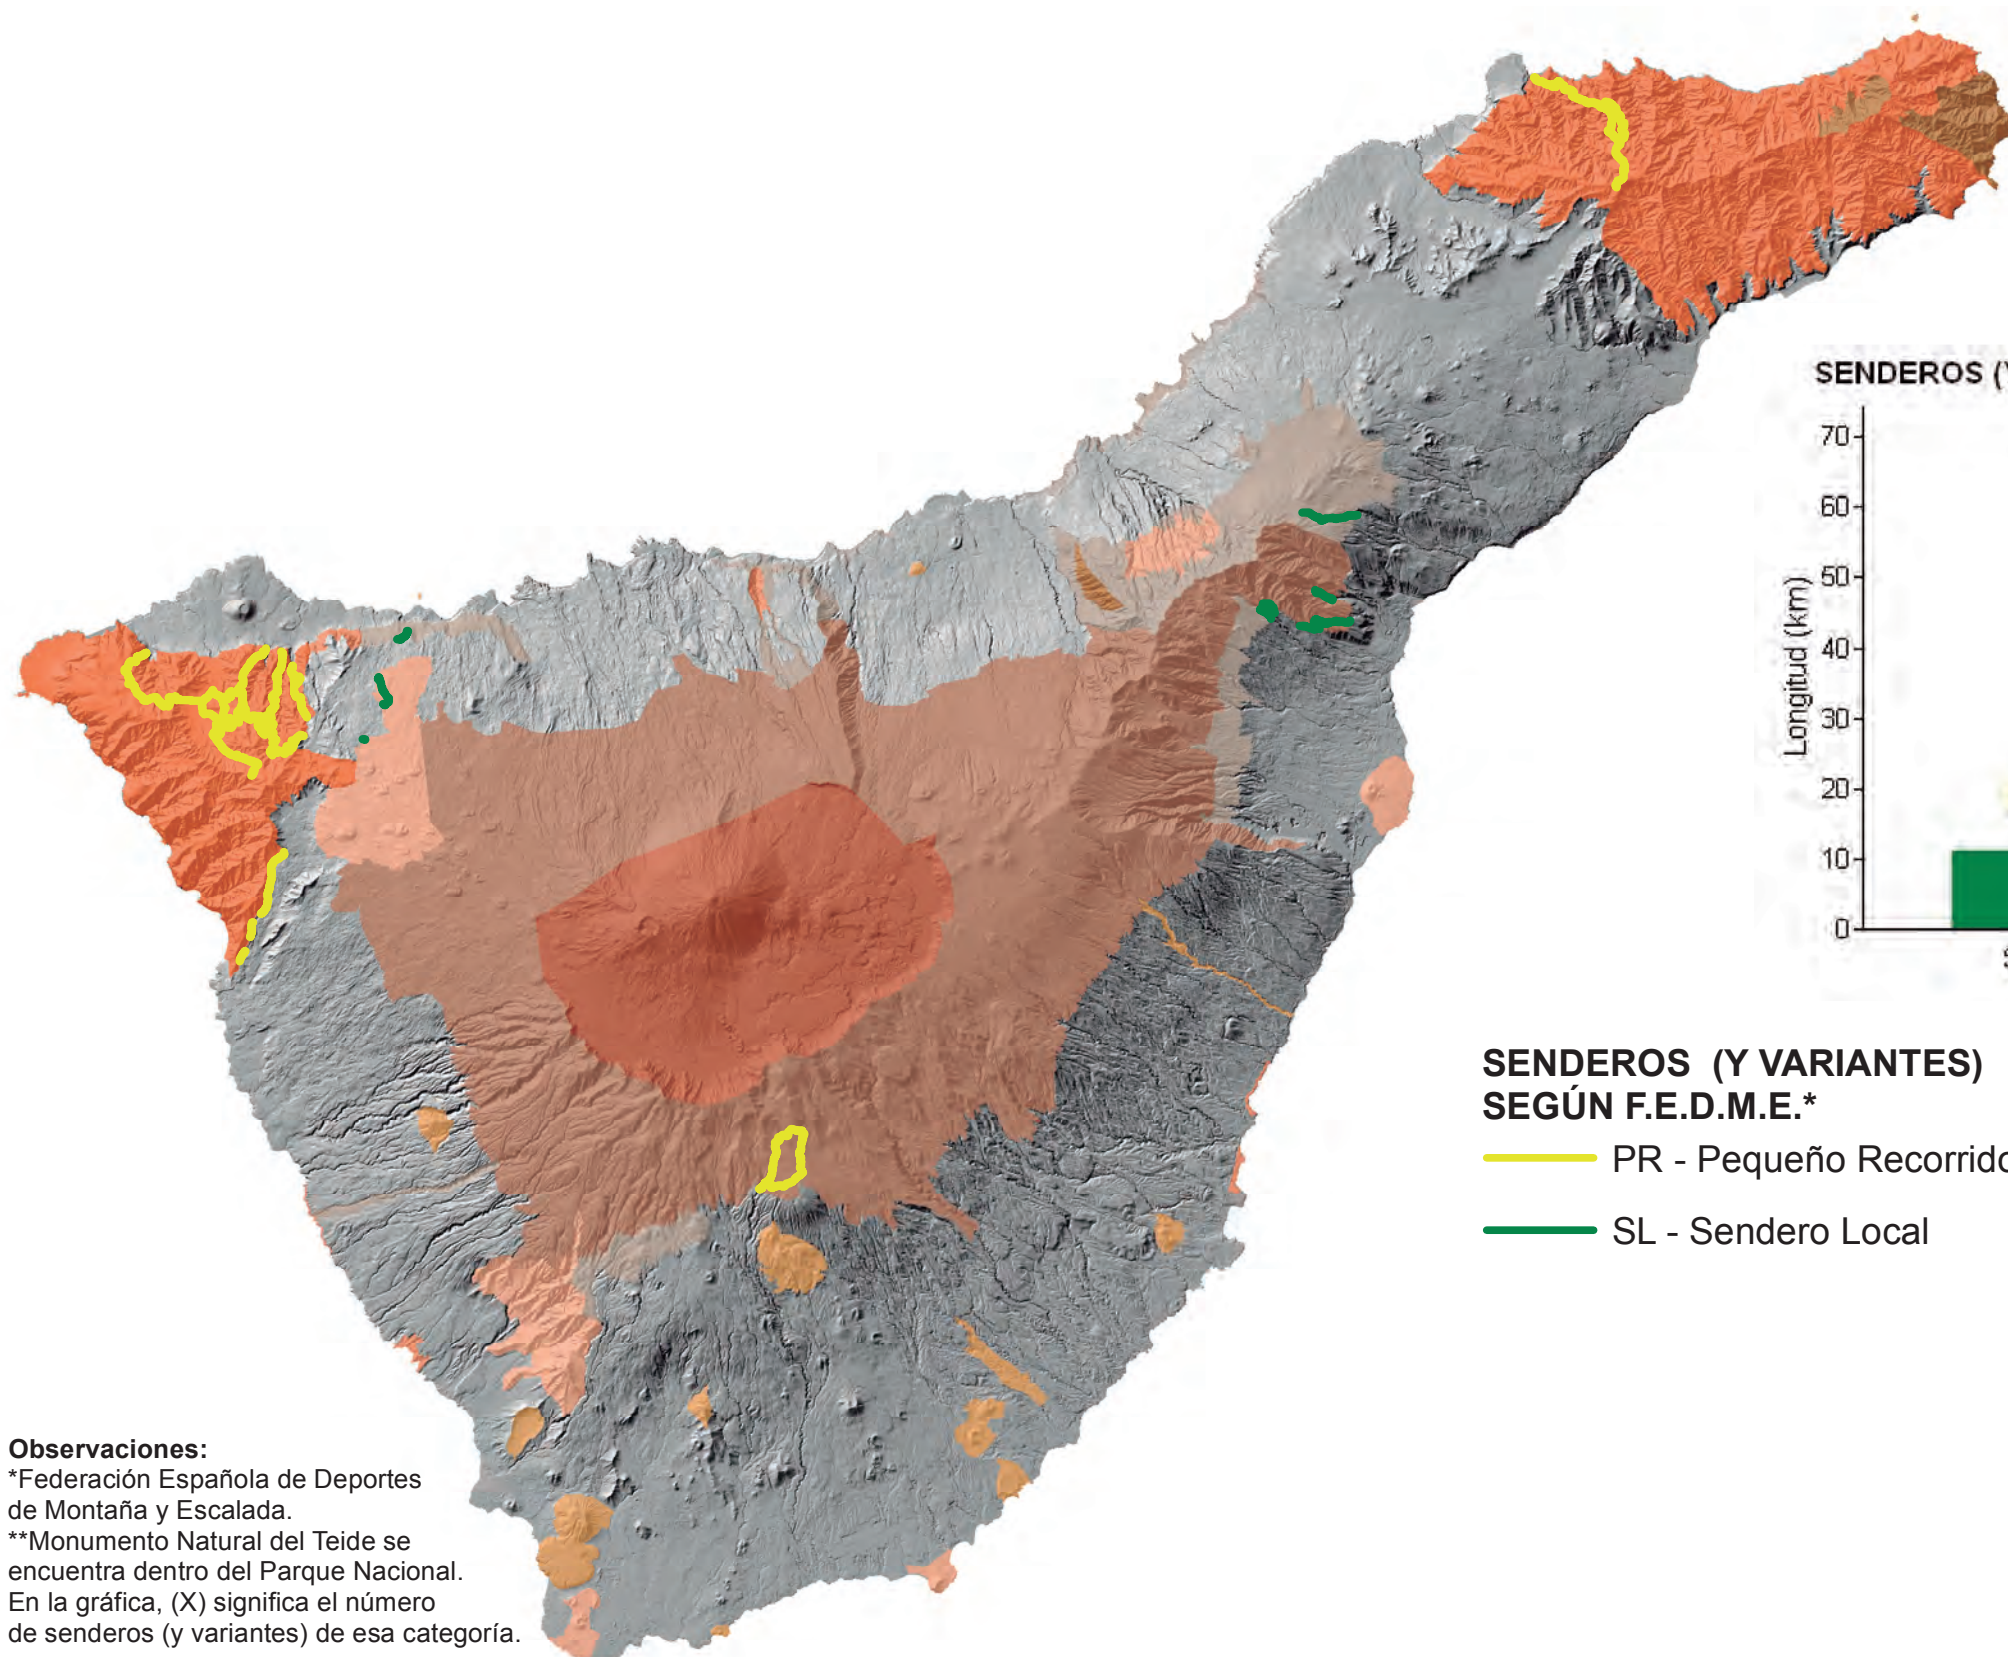 SENDEROS (Y
70
60
50
40
30
20
10
0
Longitud (km)
S
SENDEROS (Y VARIANTES)
SEGÚN F.E.D.M.E.*
PR - Pequeño Recorrido
SL - Sendero Local
Observaciones:
*Federación Española de Deportes
de Montaña y Escalada.
**Monumento Natural del Teide se
encuentra dentro del Parque Nacional.
En la gráfica, (X) significa el número
de senderos (y variantes) de esa categoría.